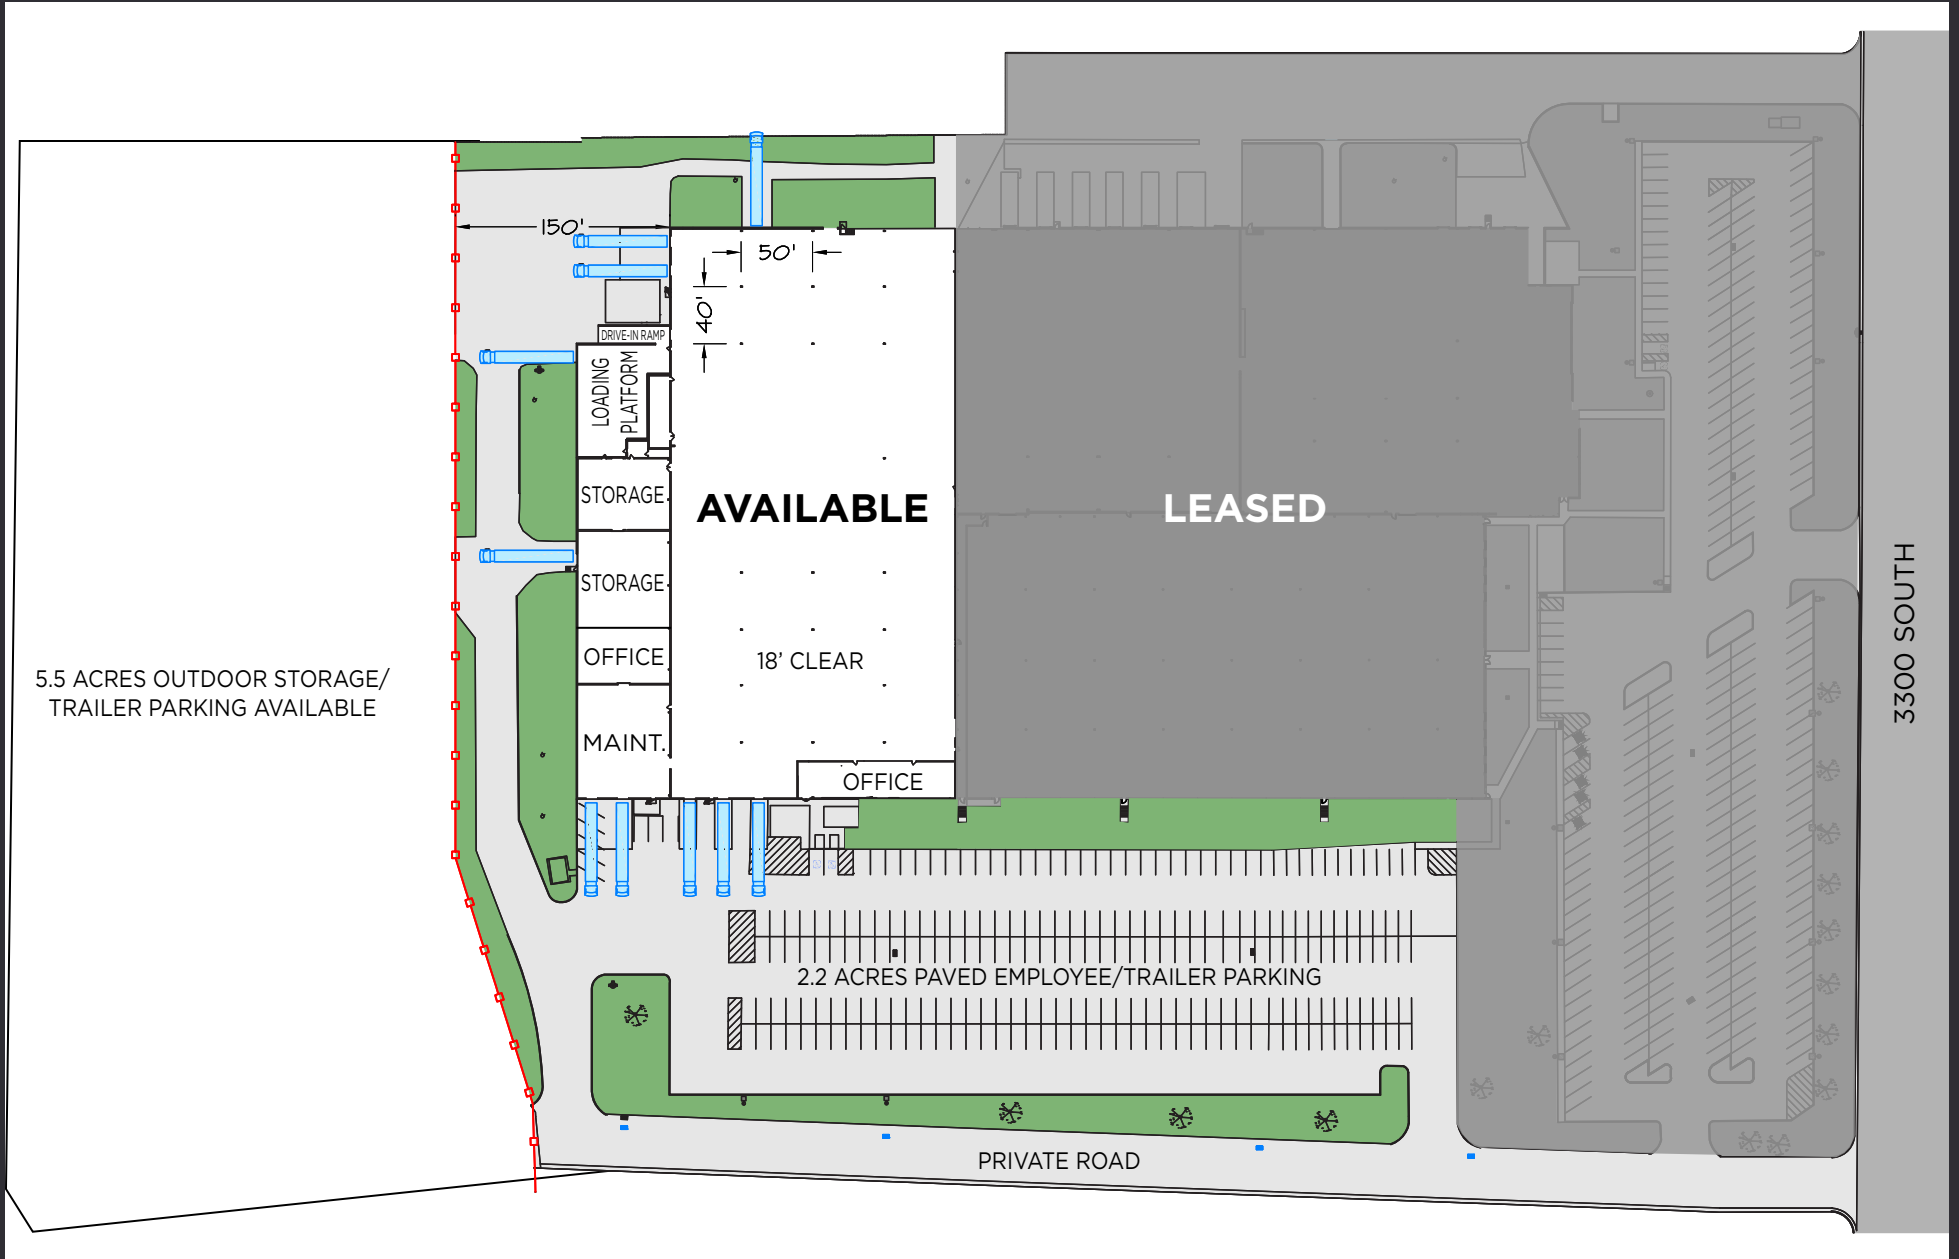 150'
50'
40'
DRIVE-IN RAMP
LOADING
PLATFORM
STORAGE
AVAILABLE
LEASED
STORAGE
3300 SOUTH
OFFICE
18' CLEAR
5.5 ACRES OUTDOOR STORAGE/
TRAILER PARKING AVAILABLE
MAINT.
OFFICE
2.2 ACRES PAVED EMPLOYEE/TRAILER PARKING
PRIVATE ROAD